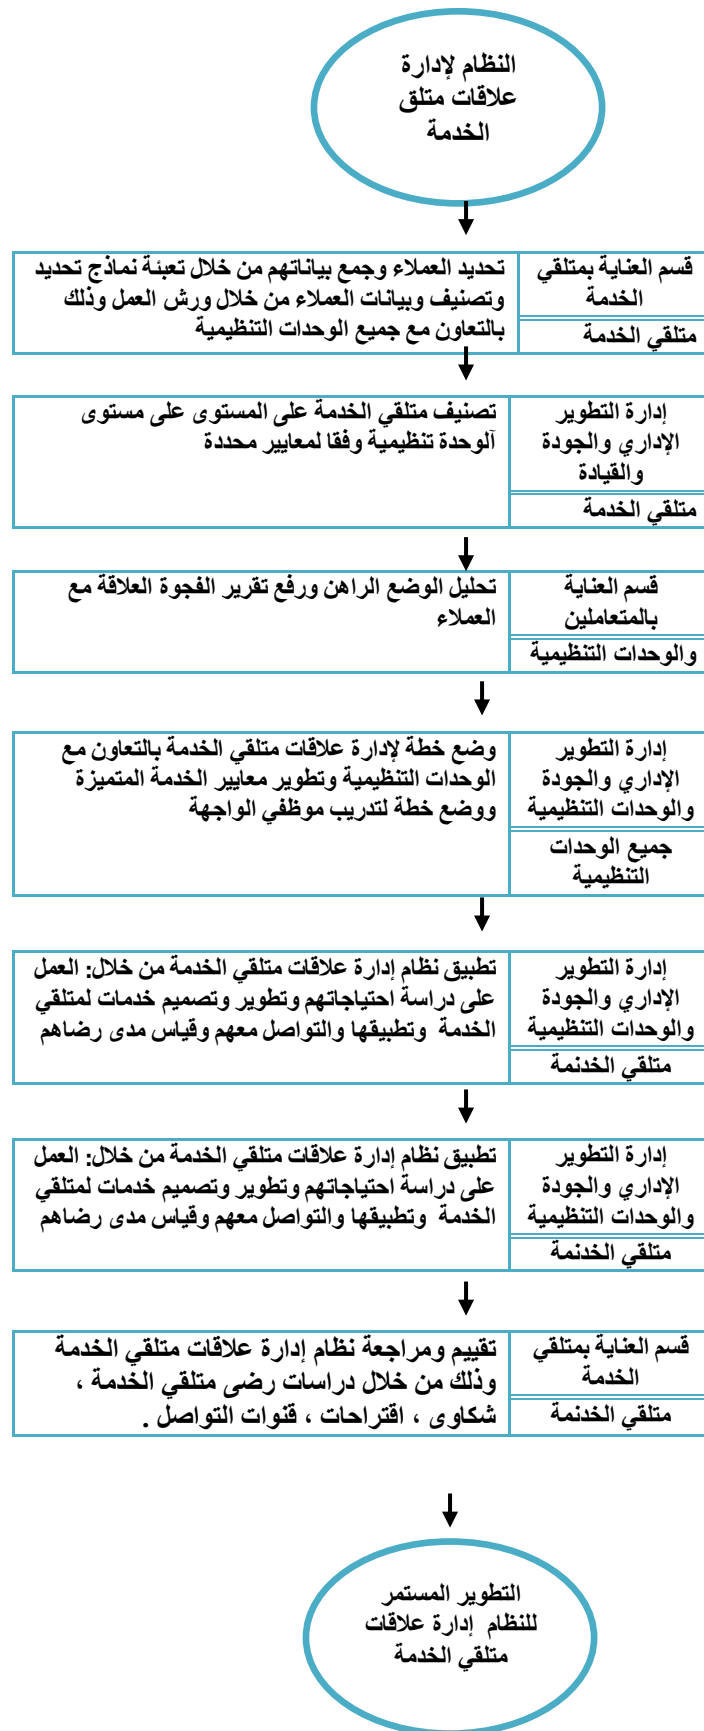 النظام لإدارة
علاقات متلق
الخدمة
قسم العناية بمتلقي
الخدمة
متلقي الخدمة
تحديد العملاء وجمع بياناتهم من خلال تعبئة نماذج تحديد
وتصنيف وبيانات العملاء من خلال ورش العمل وذلك
بالتعاون مع جميع الوحدات التنظيمية
إدارة التطوير
الإداري والجودة
والقيادة
متلقي الخدمة
تصنيف متلقي الخدمة على المستوى على مستوى
آلوحدة تنظيمية وفقا لمعايير محددة
قسم العناية
بالمتعاملين
والوحدات التنظيمية
تحليل الوضع الراهن ورفع تقرير الفجوة العلاقة مع
العملاء
إدارة التطوير
الإداري والجودة
والوحدات التنظيمية
جميع الوحدات
التنظيمية
وضع خطة لإدارة علاقات متلقي الخدمة بالتعاون مع
الوحدات التنظيمية وتطوير معايير الخدمة المتميزة
ووضع خطة لتدريب موظفي الواجهة
إدارة التطوير
الإداري والجودة
والوحدات التنظيمية
متلقي الخدنمة
تطبيق نظام إدارة علاقات متلقي الخدمة من خلال: العمل
على دراسة احتياجاتهم وتطوير وتصميم خدمات لمتلقي
الخدمة وتطبيقها والتواصل معهم وقياس مدى رضاهم
إدارة التطوير
الإداري والجودة
والوحدات التنظيمية
متلقي الخدنمة
تطبيق نظام إدارة علاقات متلقي الخدمة من خلال: العمل
على دراسة احتياجاتهم وتطوير وتصميم خدمات لمتلقي
الخدمة وتطبيقها والتواصل معهم وقياس مدى رضاهم
قسم العناية بمتلقي
الخدمة
متلقي الخدنمة
تقييم ومراجعة نظام إدارة علاقات متلقي الخدمة
وذلك من خلال دراسات رضى متلقي الخدمة ،
شكاوى ، اقتراحات ، قنوات التواصل .
التطوير المستمر
للنظام إدارة علاقات
متلقي الخدمة